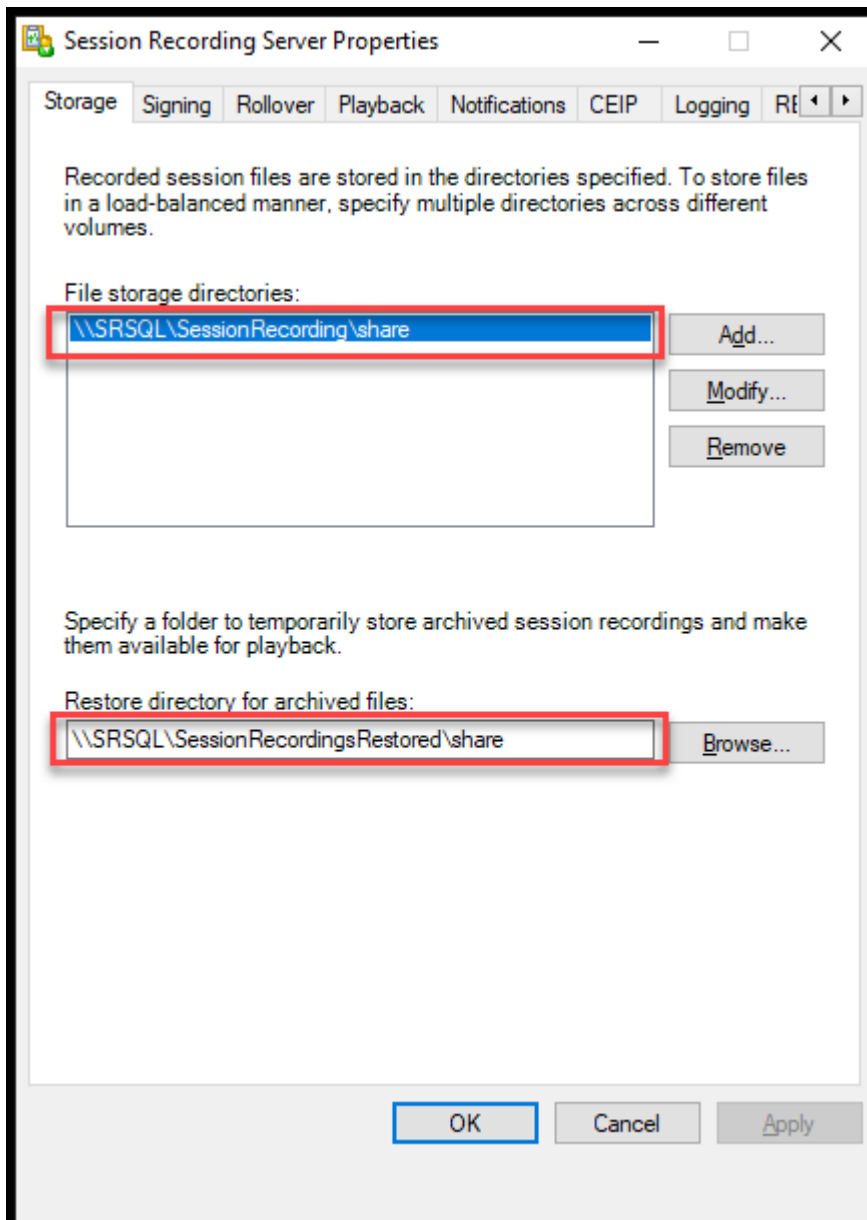 Session Recording Server Properties
Storage Signing Rollover Playback Notifications CEIP Logging RE
Recorded session files are stored in the directories specified. To store files
in a load-balanced manner, specify multiple directories across different
volumes.
File storage directories:
\\SRSQL\SessionRecording\share
Add...
Modify...
Remove
Specify a folder to temporarily store archived session recordings and make
them available for playback.
Restore directory for archived files:
\\SRSQL\SessionRecordingsRestored\share
Browse...
OK Cancel Apply